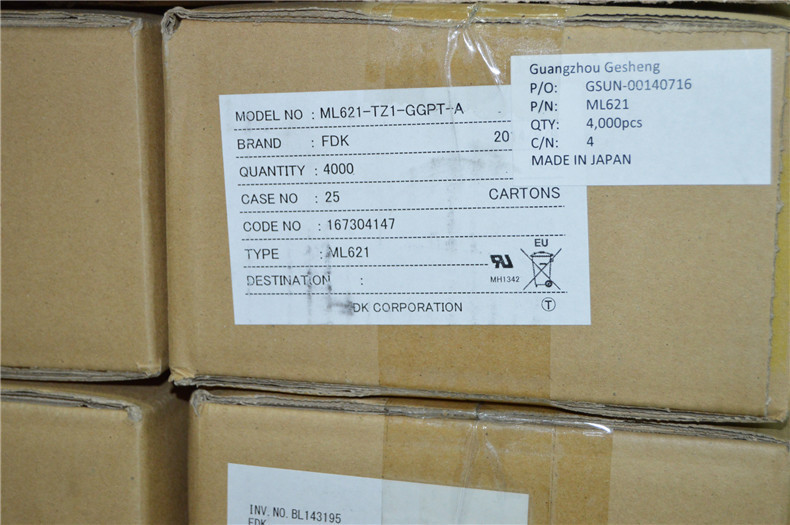 MODEL NO : ML621-TZ1-GGPT-A
BRAND : FDK 20
QUANTITY : 4000
CASE NO : 25 CARTONS
CODE NO : 167304147
TYPE : ML621
DESTINATION :
DK CORPORATION
EU
MH1342
T
Guangzhou Gesheng
P/O: GSUN-00140716
P/N: ML621
QTY: 4,000pcs
C/N: 4
MADE IN JAPAN
INV. NO. BL143195
FDK